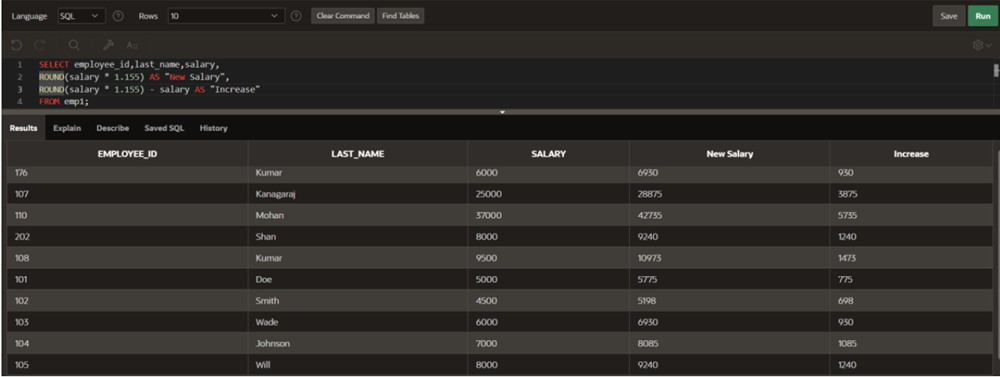 Language SQL Rows 10 Clear Command Find Tables Save Run
1 SELECT employee_id,last_name,salary,
2 ROUND(salary * 1.155) AS "New Salary",
3 ROUND(salary * 1.155) - salary AS "Increase"
4 FROM emp1;
Results Explain Describe Saved SQL History
EMPLOYEE_ID LAST_NAME SALARY New Salary Increase
176 Kumar 6000 6930 930
107 Kanagaraj 25000 28875 3875
110 Mohan 37000 42735 5735
202 Shan 8000 9240 1240
108 Kumar 9500 10973 1473
101 Doe 5000 5775 775
102 Smith 4500 5198 698
103 Wade 6000 6930 930
104 Johnson 7000 8085 1085
105 Will 8000 9240 1240